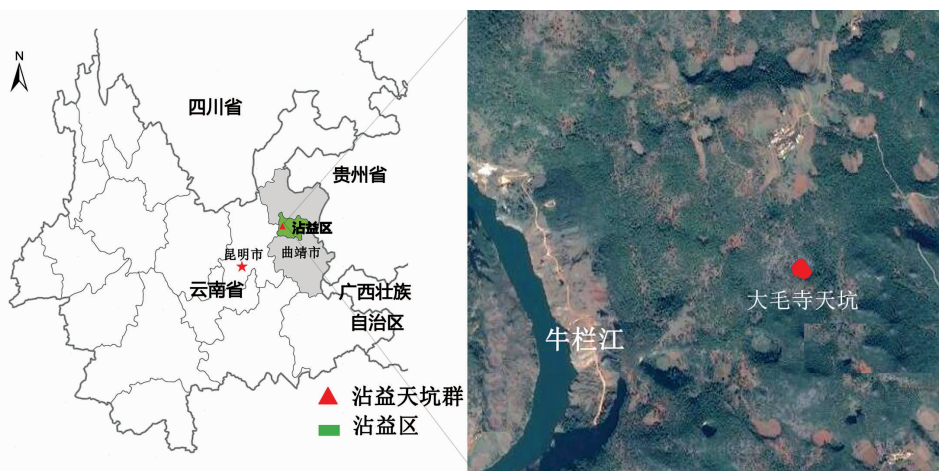 N
四川省
贵州省
沾益区
昆明市
曲靖市
云南省
广西壮族
自治区
沾益天坑群
沾益区
大毛寺天坑
牛栏江